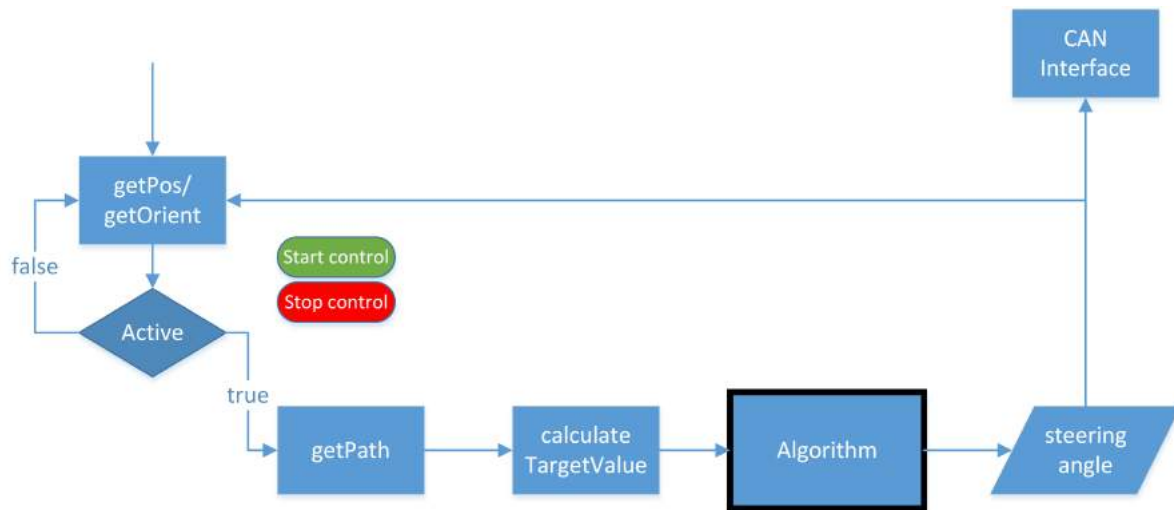 CAN
Interface
getPos/
getOrient
false
Start control
Stop control
Active
true
getPath
calculate
TargetValue
Algorithm
steering
angle